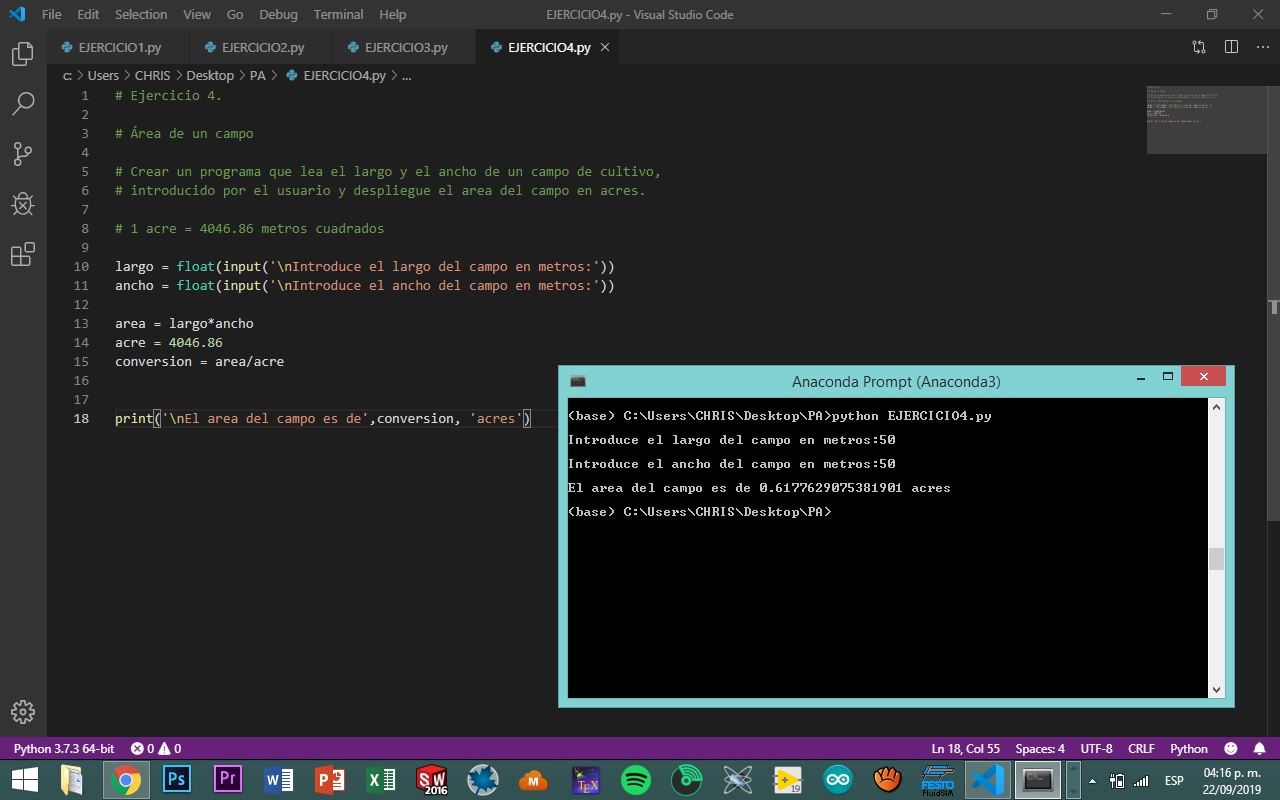 File Edit Selection View Go Debug Terminal Help EJERCICIO4.py - Visual Studio Code
EJERCICIO1.py EJERCICIO2.py EJERCICIO3.py EJERCICIO4.py
c: > Users > CHRIS > Desktop > PA > EJERCICIO4.py > ...
1 # Ejercicio 4.
2
3 # Área de un campo
4
5 # Crear un programa que lea el largo y el ancho de un campo de cultivo,
6 # introducido por el usuario y despliegue el area del campo en acres.
7
8 # 1 acre = 4046.86 metros cuadrados
9
10 largo = float(input('\nIntroduce el largo del campo en metros:'))
11 ancho = float(input('\nIntroduce el ancho del campo en metros:'))
12
13 area = largo*ancho
14 acre = 4046.86
15 conversion = area/acre
16
17
18 print('\nEl area del campo es de',conversion, 'acres')
Anaconda Prompt (Anaconda3)
(base) C:\Users\CHRIS\Desktop\PA>python EJERCICIO4.py
Introduce el largo del campo en metros:50
Introduce el ancho del campo en metros:50
El area del campo es de 0.6177629075381901 acres
(base) C:\Users\CHRIS\Desktop\PA>
Python 3.7.3 64-bit 0 0 Ln 18, Col 55 Spaces: 4 UTF-8 CRLF Python
Ps Pr W P X SW 2016 M TEX 19 FESTO FluidSIM ESP 04:16 p. m.
22/09/2019